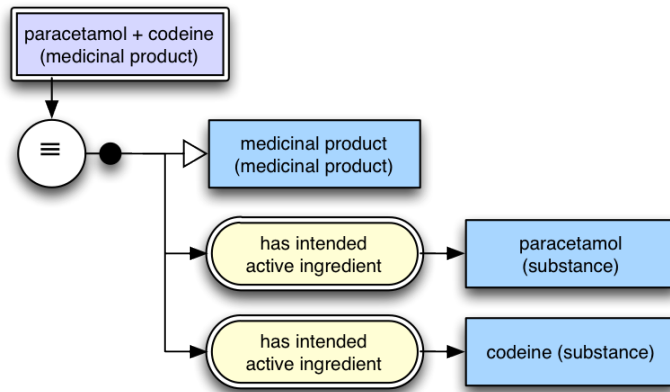 paracetamol + codeine
(medicinal product)
≡
medicinal product
(medicinal product)
has intended
active ingredient
paracetamol
(substance)
has intended
active ingredient
codeine (substance)